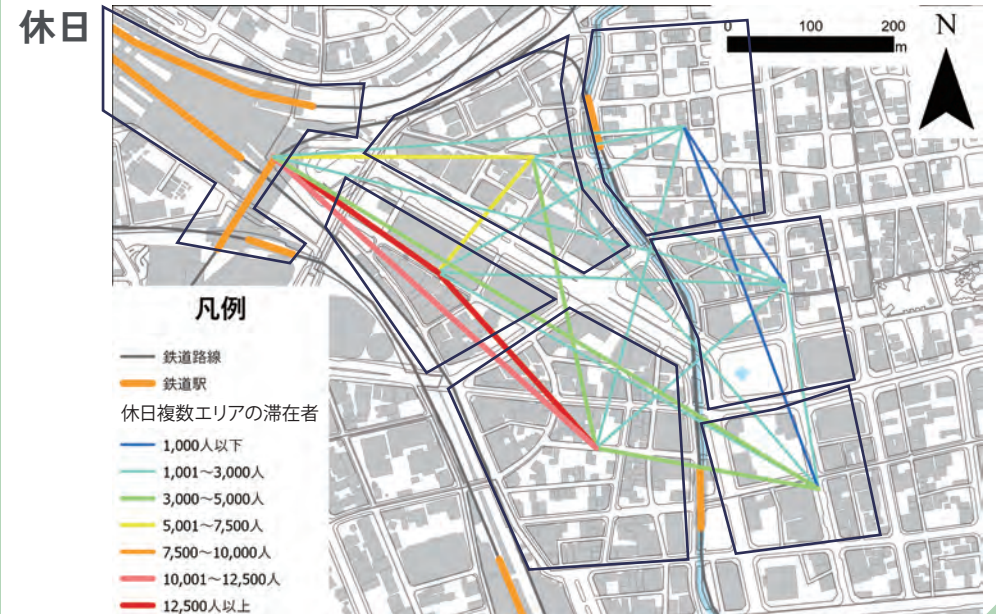 休日
0 100 200
m
N
凡例
鉄道路線
鉄道駅
休日複数エリアの滞在者
1,000人以下
1,001～3,000人
3,000～5,000人
5,001～7,500人
7,500～10,000人
10,001～12,500人
12,500人以上